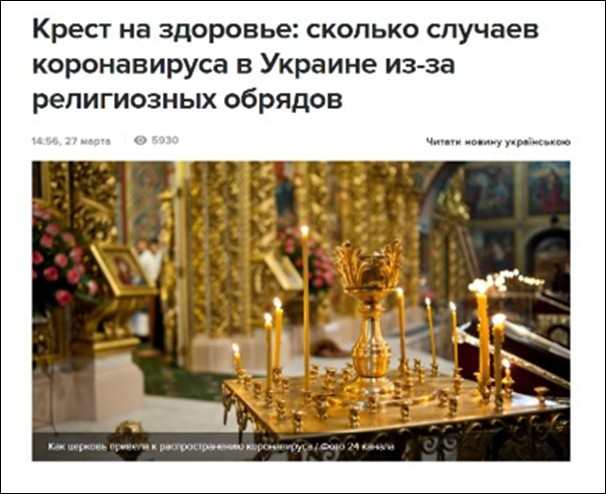 Крест на здоровье: сколько случаев
коронавируса в Украине из-за
религиозных обрядов
14:56, 27 марта 5930 Читати новину українською
Как церковь привела к распространению коронавируса / Фото 24 канала